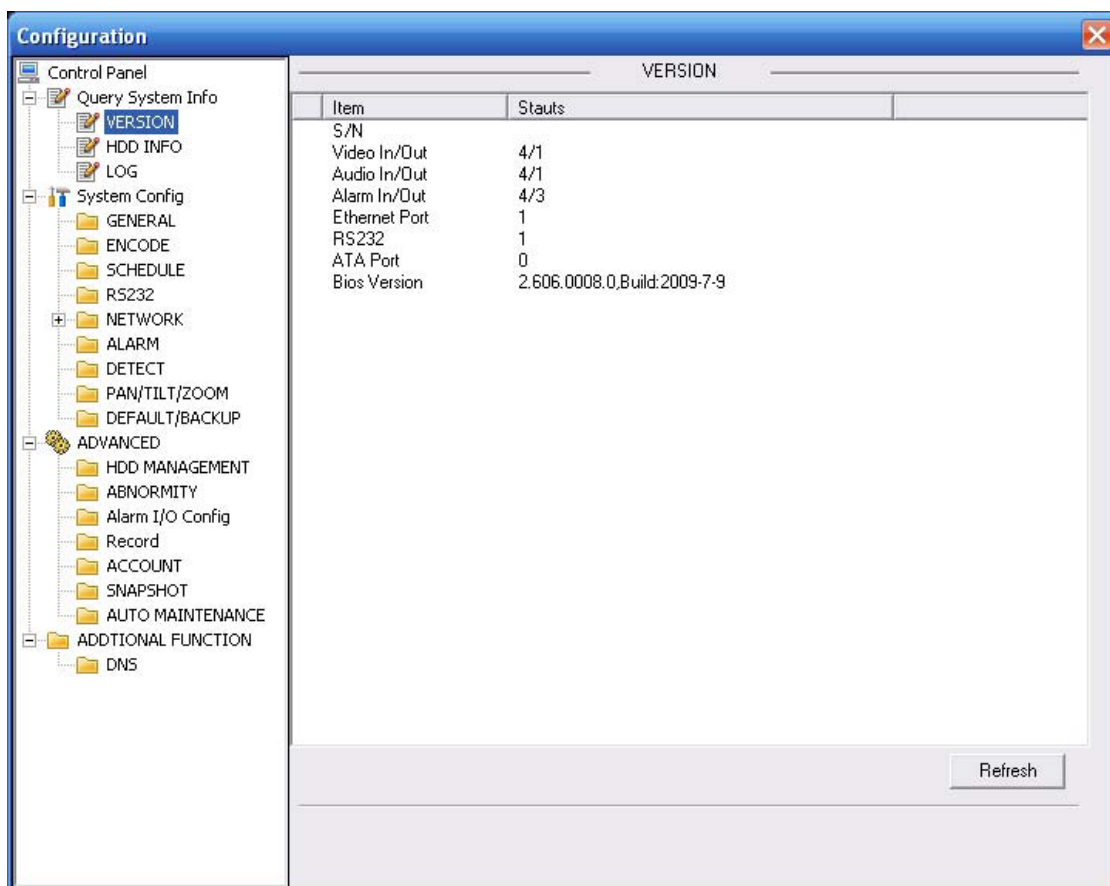 Configuration
Control Panel
Query System Info
VERSION
HDD INFO
LOG
System Config
GENERAL
ENCODE
SCHEDULE
RS232
NETWORK
ALARM
DETECT
PAN/TILT/ZOOM
DEFAULT/BACKUP
ADVANCED
HDD MANAGEMENT
ABNORMITY
Alarm I/O Config
Record
ACCOUNT
SNAPSHOT
AUTO MAINTENANCE
ADDTIONAL FUNCTION
DNS
VERSION
Item Stauts
S/N
Video In/Out 4/1
Audio In/Out 4/1
Alarm In/Out 4/3
Ethernet Port 1
RS232 1
ATA Port 0
Bios Version 2.606.0008.0,Build:2009-7-9
Refresh